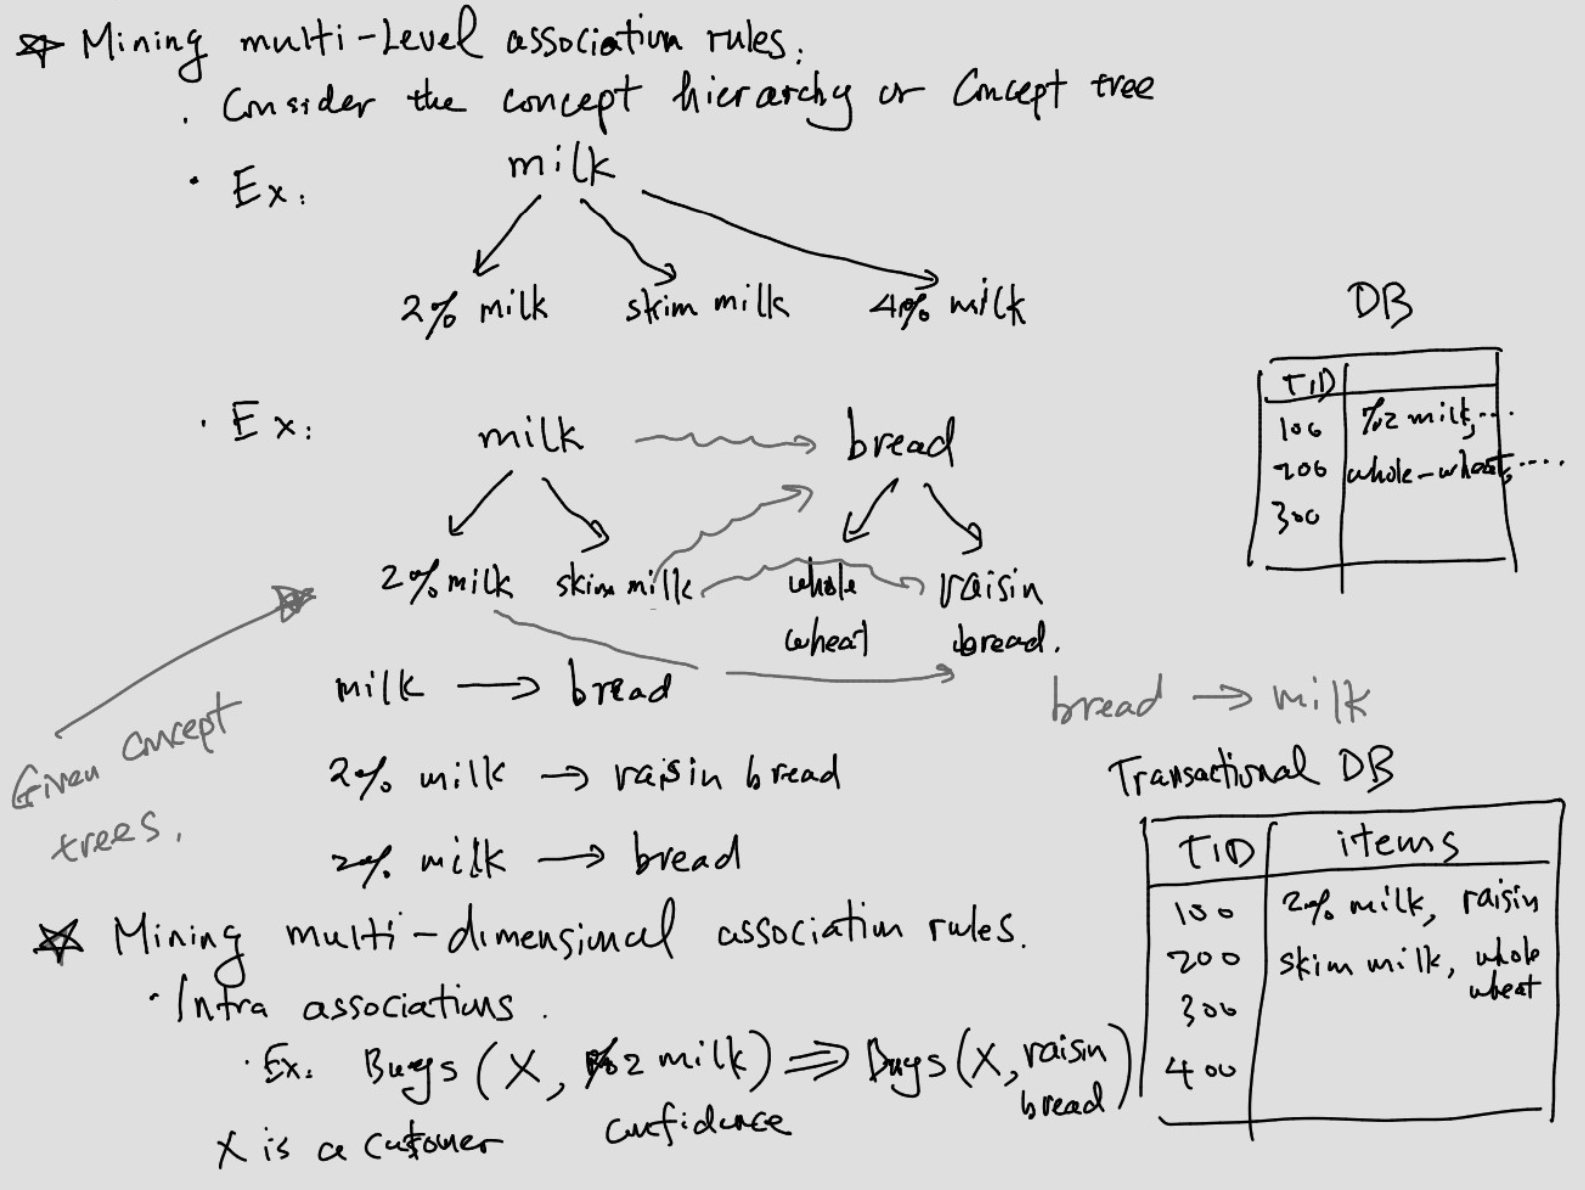 Mining multi-Level association rules.
. Consider the concept hierarchy or Concept tree
· Ex: milk
2% milk skim milk 4% milk
DB
TID
100 %2 milk, ...
200 whole-wheat, ....
300
· Ex: milk bread
2% milk skim milk whole wheat raisin bread.
Given concept trees.
milk → bread
bread → milk
2% milk → raisin bread
2% milk → bread
Transactional DB
TID items
100 2% milk, raisin
200 skim milk, whole wheat
300
400
Mining multi-dimensional association rules.
· Intra associations.
· Ex. Buys (X, %2 milk) ⇒ Buys (X, raisin bread)
X is a cutomer confidence